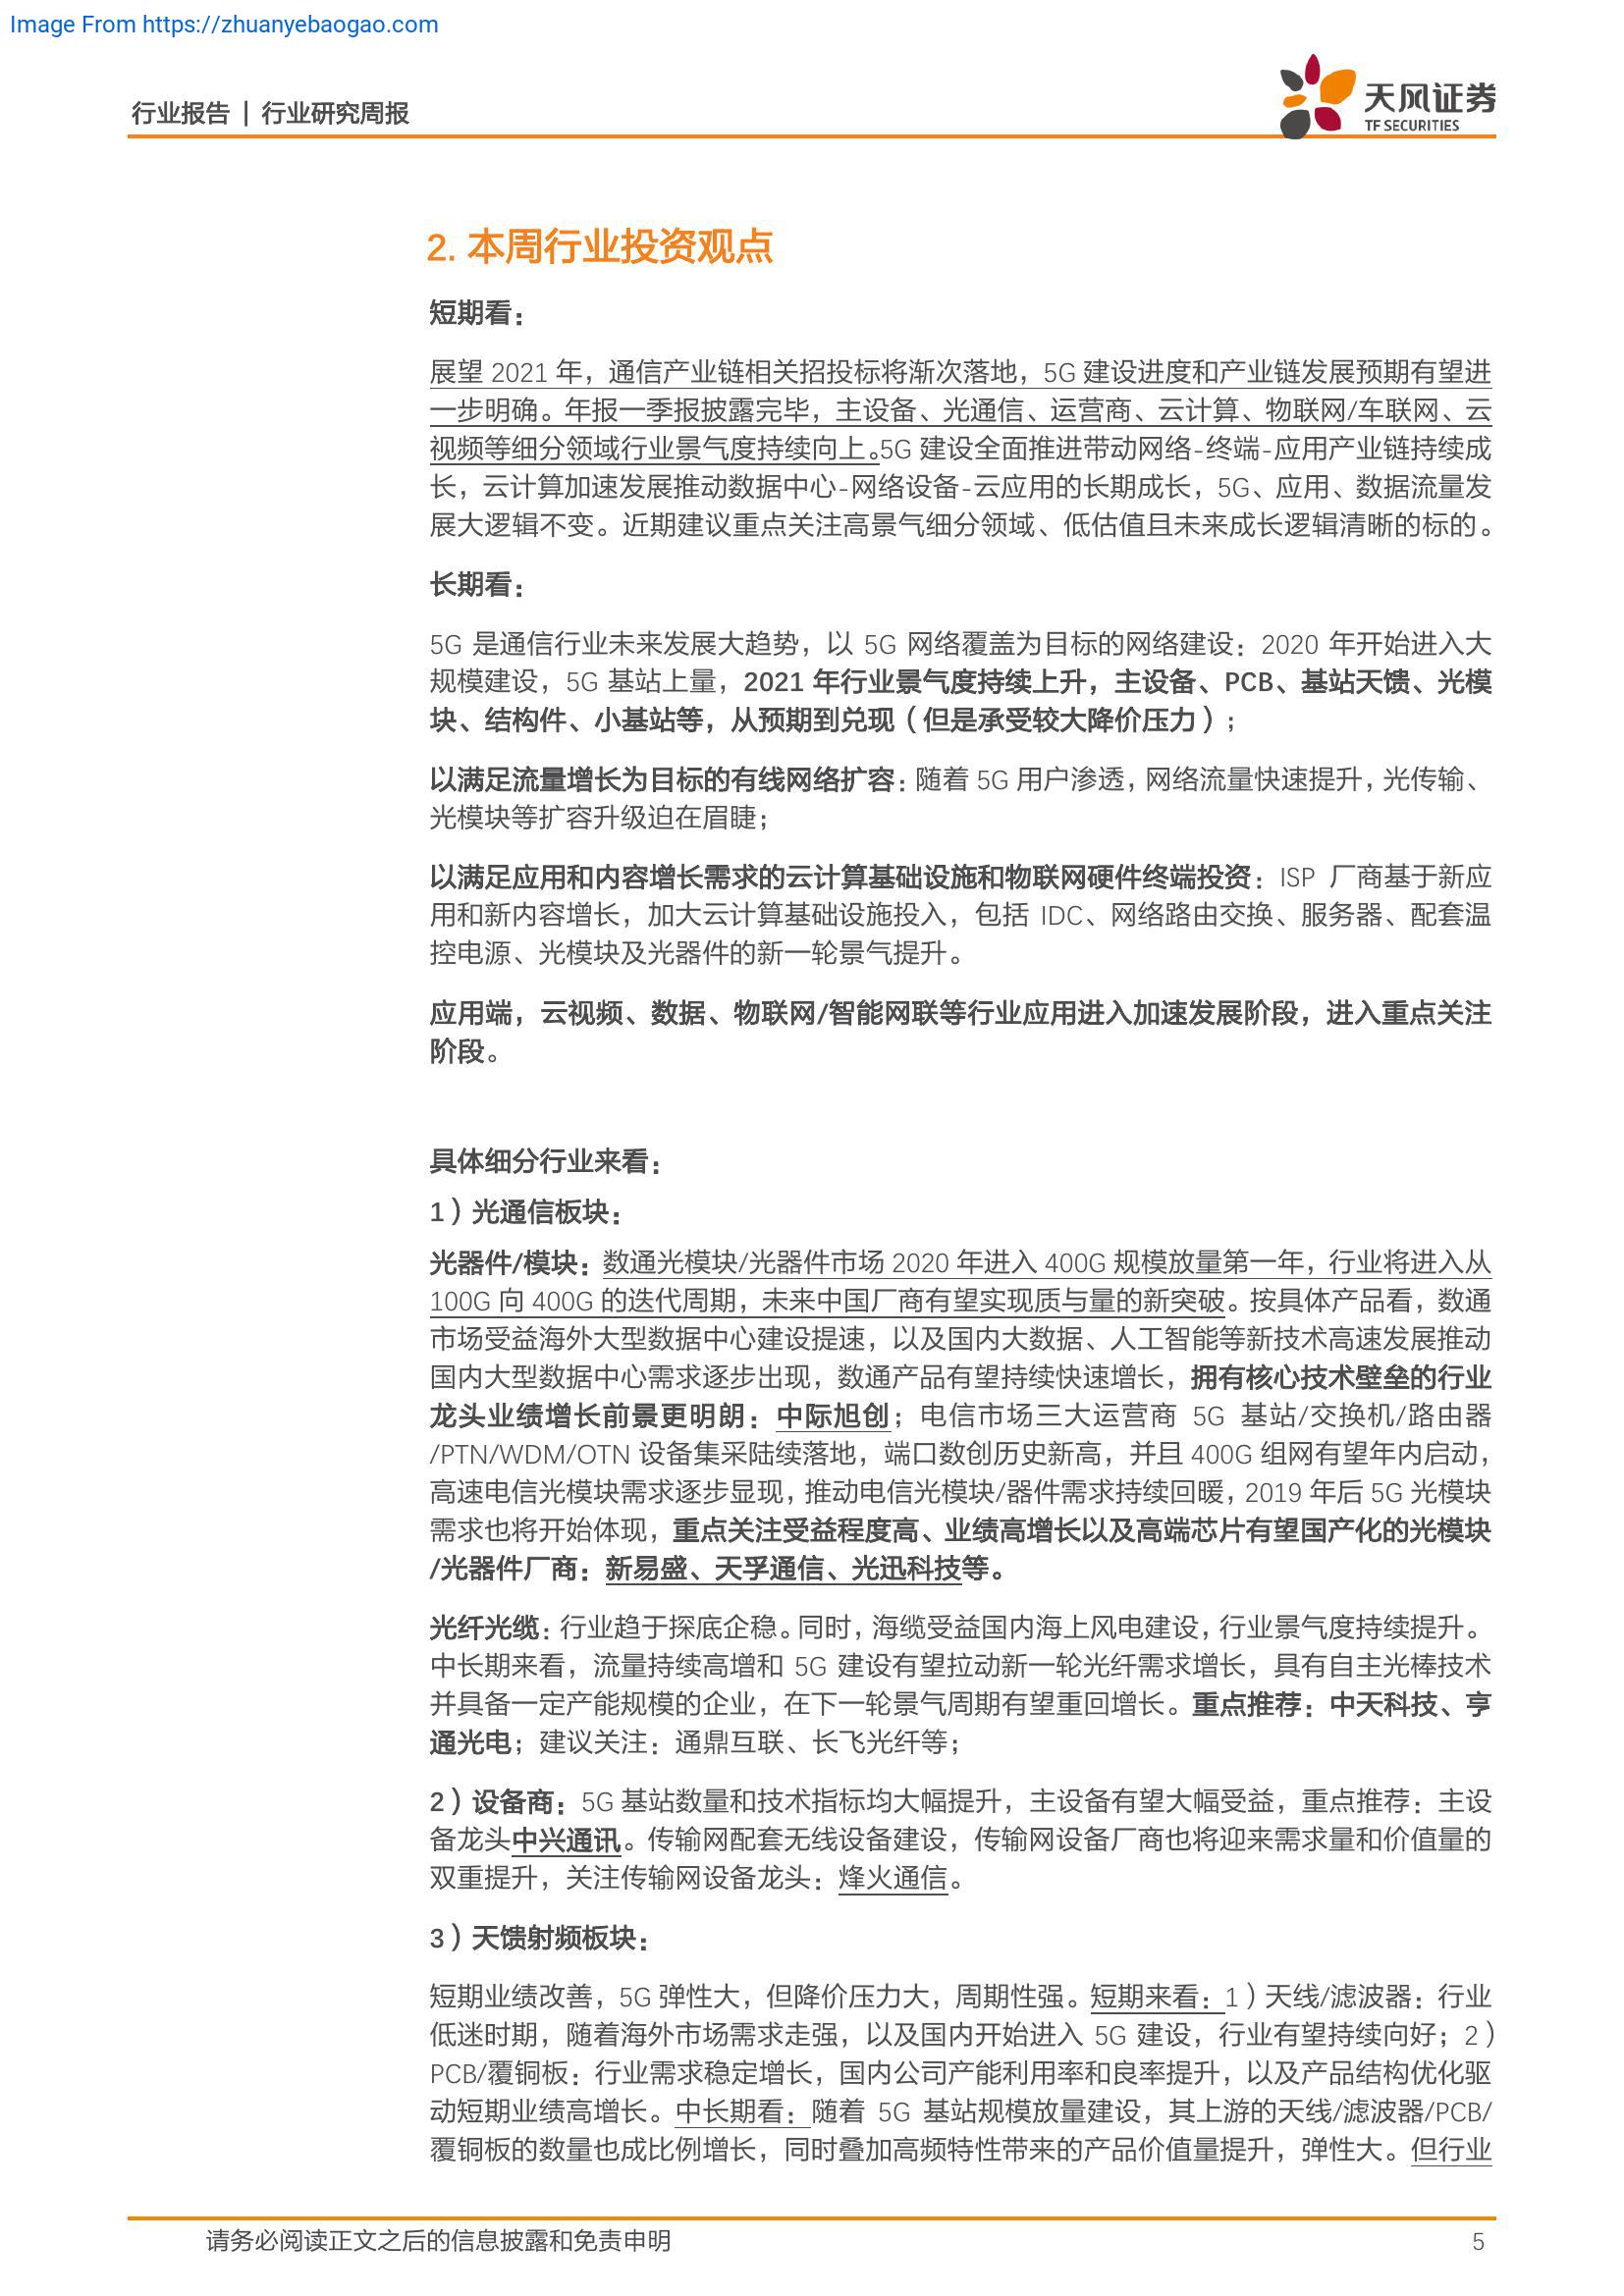 Image From https://zhuanyebaogao.com
行业报告 | 行业研究周报
天风证券
TF SECURITIES
2. 本周行业投资观点
短期看：
展望 2021 年，通信产业链相关招投标将渐次落地，5G 建设进度和产业链发展预期有望进
一步明确。年报一季报披露完毕，主设备、光通信、运营商、云计算、物联网/车联网、云
视频等细分领域行业景气度持续向上。5G 建设全面推进带动网络-终端-应用产业链持续成
长，云计算加速发展推动数据中心-网络设备-云应用的长期成长，5G、应用、数据流量发
展大逻辑不变。近期建议重点关注高景气细分领域、低估值且未来成长逻辑清晰的标的。
长期看：
5G 是通信行业未来发展大趋势，以 5G 网络覆盖为目标的网络建设：2020 年开始进入大
规模建设，5G 基站上量，2021 年行业景气度持续上升，主设备、PCB、基站天馈、光模
块、结构件、小基站等，从预期到兑现（但是承受较大降价压力）；
以满足流量增长为目标的有线网络扩容：随着 5G 用户渗透，网络流量快速提升，光传输、
光模块等扩容升级迫在眉睫；
以满足应用和内容增长需求的云计算基础设施和物联网硬件终端投资：ISP 厂商基于新应
用和新内容增长，加大云计算基础设施投入，包括 IDC、网络路由交换、服务器、配套温
控电源、光模块及光器件的新一轮景气提升。
应用端，云视频、数据、物联网/智能网联等行业应用进入加速发展阶段，进入重点关注
阶段。
具体细分行业来看：
1）光通信板块：
光器件/模块：数通光模块/光器件市场 2020 年进入 400G 规模放量第一年，行业将进入从
100G 向 400G 的迭代周期，未来中国厂商有望实现质与量的新突破。按具体产品看，数通
市场受益海外大型数据中心建设提速，以及国内大数据、人工智能等新技术高速发展推动
国内大型数据中心需求逐步出现，数通产品有望持续快速增长，拥有核心技术壁垒的行业
龙头业绩增长前景更明朗：中际旭创；电信市场三大运营商 5G 基站/交换机/路由器
/PTN/WDM/OTN 设备集采陆续落地，端口数创历史新高，并且 400G 组网有望年内启动，
高速电信光模块需求逐步显现，推动电信光模块/器件需求持续回暖，2019 年后 5G 光模块
需求也将开始体现，重点关注受益程度高、业绩高增长以及高端芯片有望国产化的光模块
/光器件厂商：新易盛、天孚通信、光迅科技等。
光纤光缆：行业趋于探底企稳。同时，海缆受益国内海上风电建设，行业景气度持续提升。
中长期来看，流量持续高增和 5G 建设有望拉动新一轮光纤需求增长，具有自主光棒技术
并具备一定产能规模的企业，在下一轮景气周期有望重回增长。重点推荐：中天科技、亨
通光电；建议关注：通鼎互联、长飞光纤等；
2）设备商：5G 基站数量和技术指标均大幅提升，主设备有望大幅受益，重点推荐：主设
备龙头中兴通讯。传输网配套无线设备建设，传输网设备厂商也将迎来需求量和价值量的
双重提升，关注传输网设备龙头：烽火通信。
3）天馈射频板块：
短期业绩改善，5G 弹性大，但降价压力大，周期性强。短期来看：1）天线/滤波器：行业
低迷时期，随着海外市场需求走强，以及国内开始进入 5G 建设，行业有望持续向好；2）
PCB/覆铜板：行业需求稳定增长，国内公司产能利用率和良率提升，以及产品结构优化驱
动短期业绩高增长。中长期看：随着 5G 基站规模放量建设，其上游的天线/滤波器/PCB/
覆铜板的数量也成比例增长，同时叠加高频特性带来的产品价值量提升，弹性大。但行业
请务必阅读正文之后的信息披露和免责申明
5